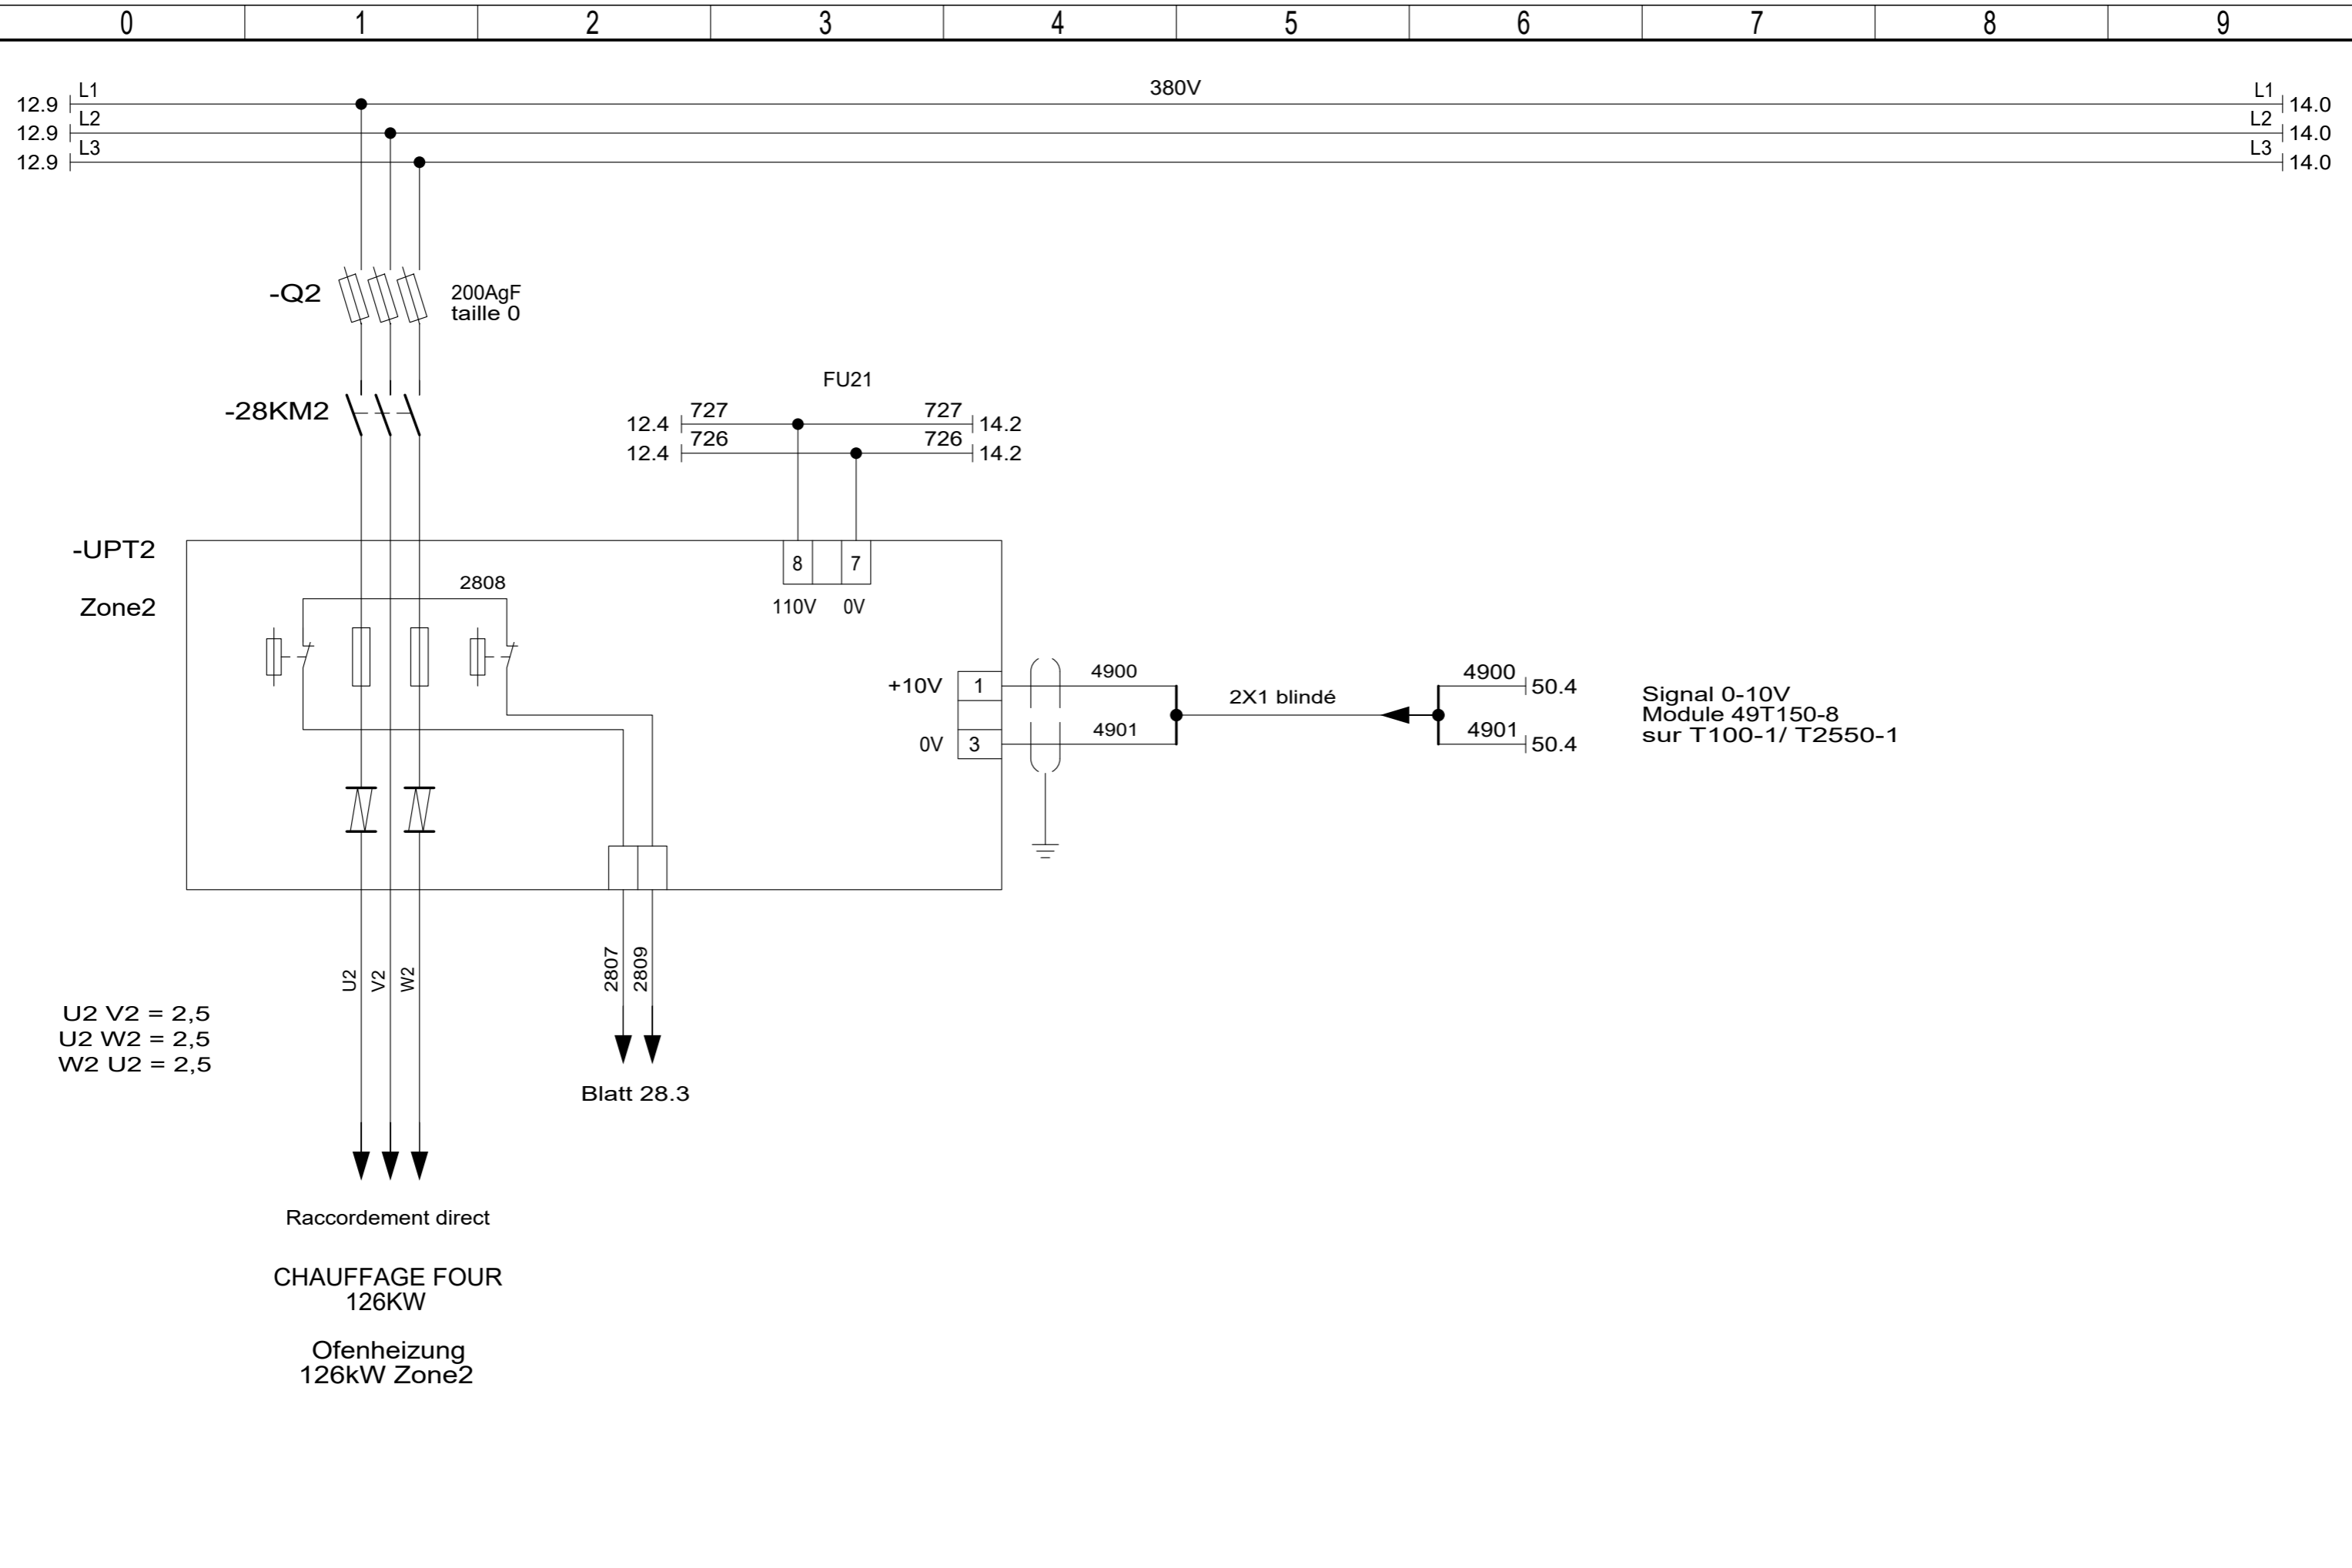 0 1 2 3 4 5 6 7 8 9
L1 380V L1
12.9 14.0
L2 L2
12.9 14.0
L3 L3
12.9 14.0
-Q2 200AgF
taille 0
FU21
-28KM2
727 727
12.4 14.2
726 726
12.4 14.2
-UPT2
8 7
2808
Zone2
110V 0V
4900 4900
+10V 1 50.4
2X1 blindé
4901 4901
0V 3 50.4
Signal 0-10V
Module 49T150-8
sur T100-1/ T2550-1
U2 V2 W2
2807 2809
U2 V2 = 2,5
U2 W2 = 2,5
W2 U2 = 2,5
Blatt 28.3
Raccordement direct
CHAUFFAGE FOUR
126KW
Ofenheizung
126kW Zone2